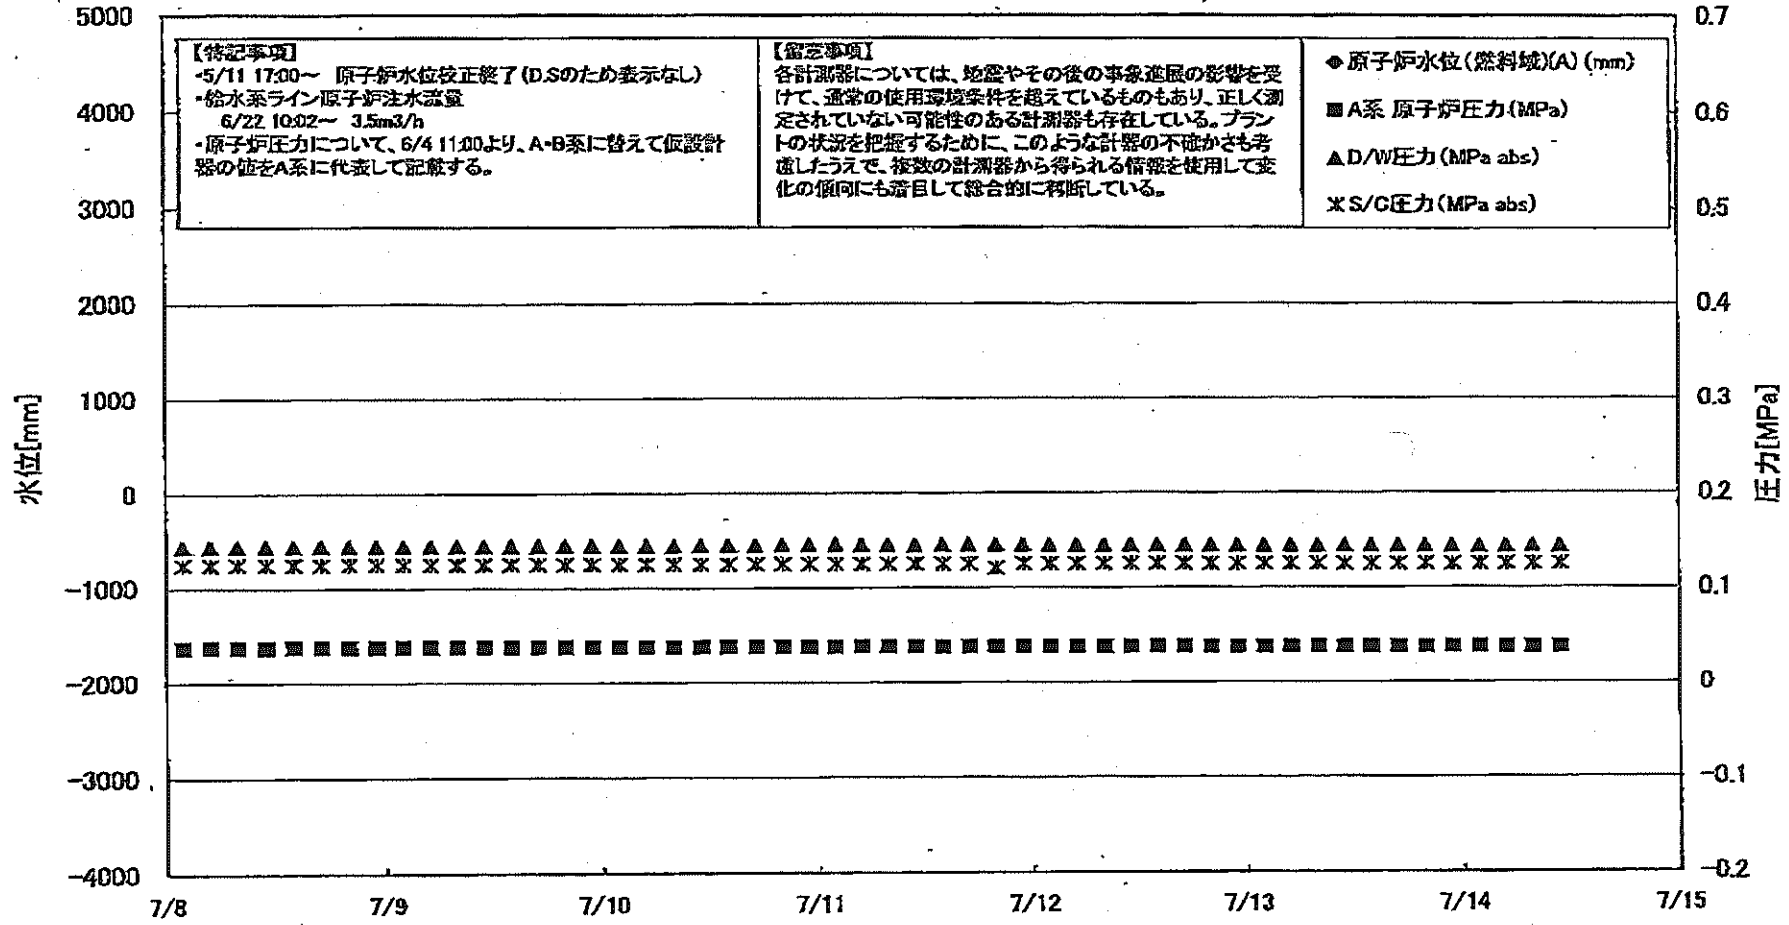 5000
4000
3000
2000
1000
0
-1000
-2000
-3000
-4000
水位[mm]
【特記事項】
・5/11 17:00～ 原子炉水位校正終了(D.Sのため表示なし)
・給水系ライン原子炉注水流量
6/22 10:02～ 3.5m3/h
・原子炉圧力について、6/4 11:00より、A・B系に替えて仮設計
器の値をA系に代表して記載する。
【留意事項】
各計測器については、地震やその後の事象進展の影響を受
けて、通常の使用環境条件を超えているものもあり、正しく測
定されていない可能性のある計測器も存在している。プラン
トの状況を把握するために、このような計器の不確かさも考
慮したうえで、複数の計測器から得られる情報を使用して変
化の傾向にも着目して総合的に判断している。
原子炉水位(燃料域)(A)(mm)
A系 原子炉圧力(MPa)
D/W圧力(MPa abs)
S/C圧力(MPa abs)
0.7
0.6
0.5
0.4
0.3
0.2
0.1
0
-0.1
-0.2
圧力[MPa]
7/8
7/9
7/10
7/11
7/12
7/13
7/14
7/15